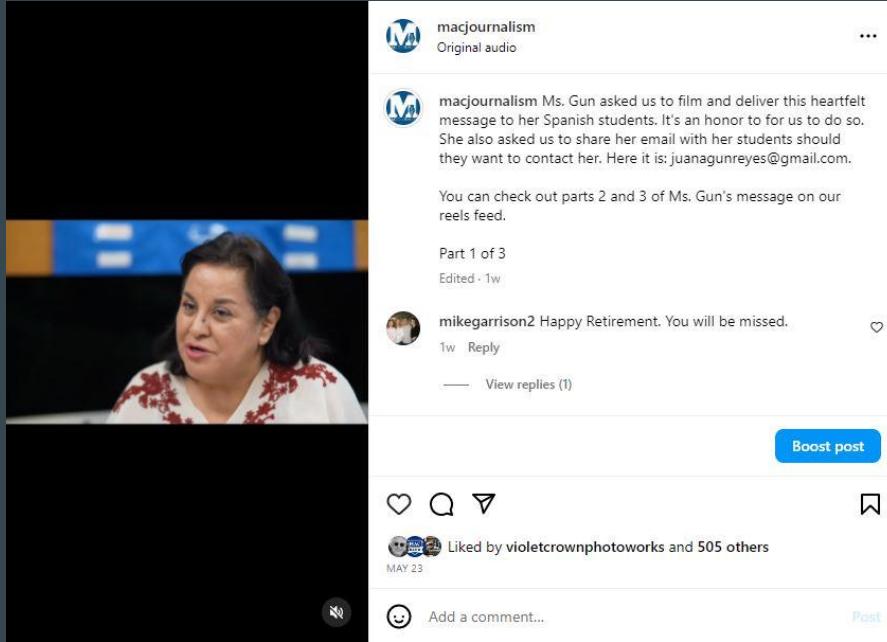 macjournalism
Original audio
macjournalism Ms. Gun asked us to film and deliver this heartfelt
message to her Spanish students. It's an honor to for us to do so.
She also asked us to share her email with her students should
they want to contact her. Here it is: juanagunreyes@gmail.com.
You can check out parts 2 and 3 of Ms. Gun's message on our
reels feed.
Part 1 of 3
Edited · 1w
mikegarrison2 Happy Retirement. You will be missed.
1w Reply
View replies (1)
Boost post
Liked by violetcrownphotoworks and 505 others
MAY 23
Add a comment...
Post